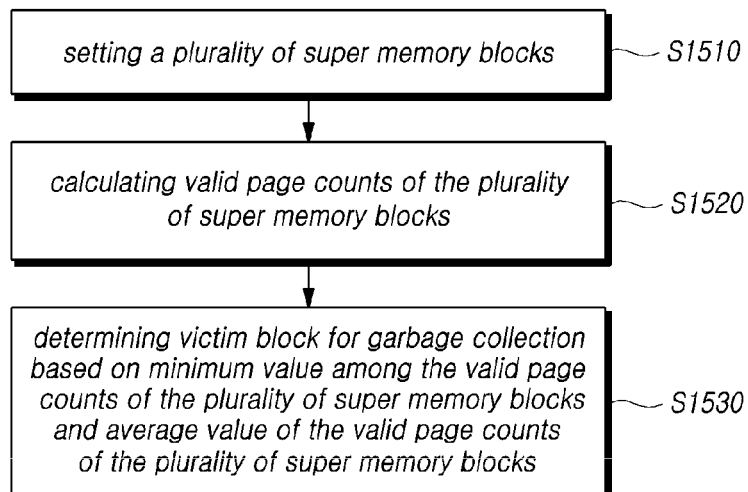 setting a plurality of super memory blocks
S1510
calculating valid page counts of the plurality
of super memory blocks
S1520
determining victim block for garbage collection
based on minimum value among the valid page
counts of the plurality of super memory blocks
and average value of the valid page counts
of the plurality of super memory blocks
S1530